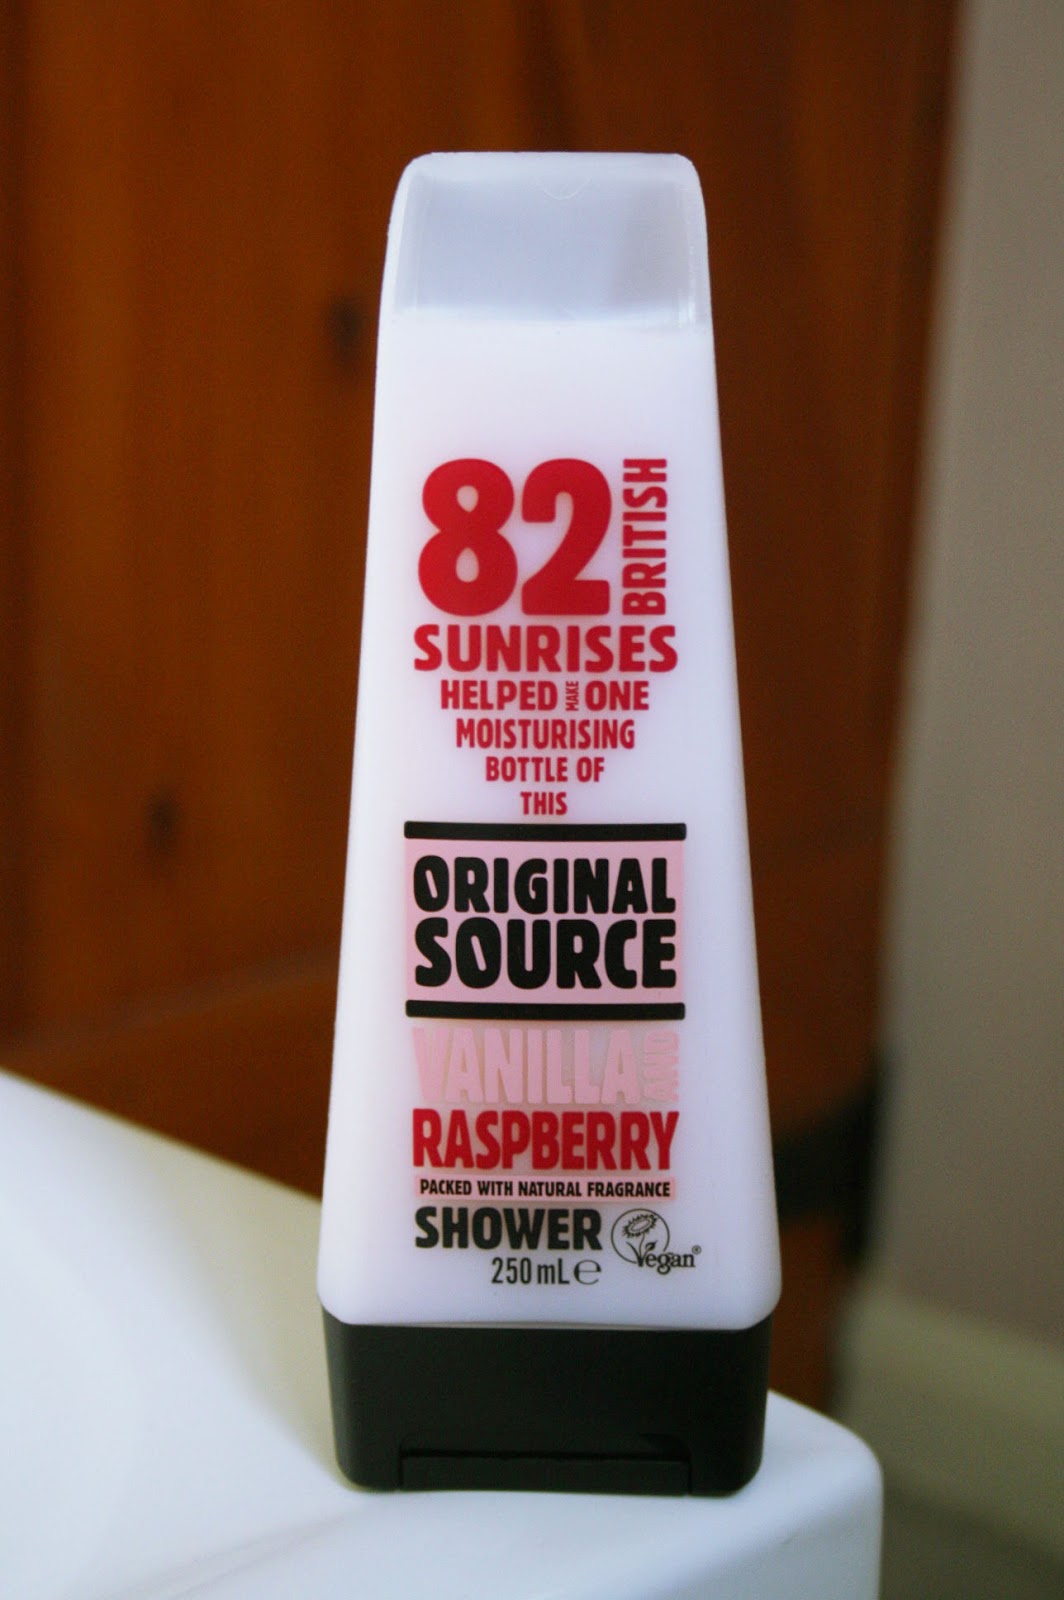 82 BRITISH
SUNRISES
HELPED MAKE ONE
MOISTURISING
BOTTLE OF
THIS
ORIGINAL
SOURCE
VANILLA AND
RASPBERRY
PACKED WITH NATURAL FRAGRANCE
SHOWER
Vegan®
250 mL ℮